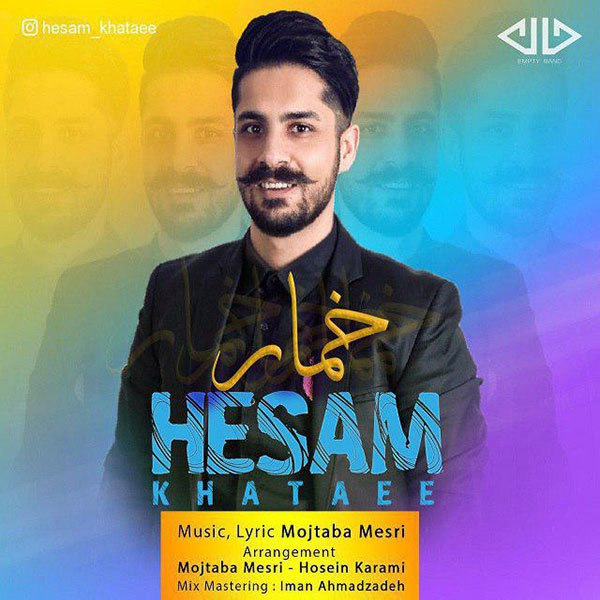 hesam_khataee
EMPTY BAND
خمار
HESAM
KHATAEE
Music, Lyric Mojtaba Mesri
Arrangement
Mojtaba Mesri - Hosein Karami
Mix Mastering : Iman Ahmadzadeh